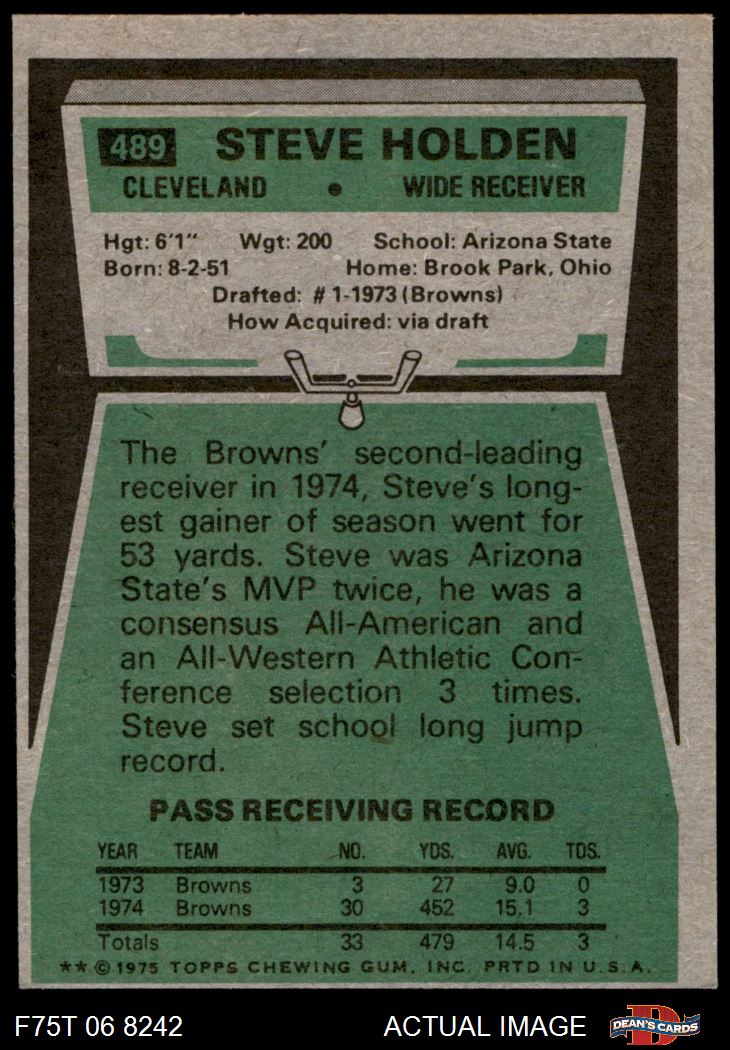 489 STEVE HOLDEN
CLEVELAND • WIDE RECEIVER
Hgt: 6'1" Wgt: 200 School: Arizona State
Born: 8-2-51 Home: Brook Park, Ohio
Drafted: #1-1973 (Browns)
How Acquired: via draft
The Browns' second-leading
receiver in 1974, Steve's long-
est gainer of season went for
53 yards. Steve was Arizona
State's MVP twice, he was a
consensus All-American and
an All-Western Athletic Con-
ference selection 3 times.
Steve set school long jump
record.
PASS RECEIVING RECORD
YEAR TEAM NO. YDS. AVG. TDS.
1973 Browns 3 27 9.0 0
1974 Browns 30 452 15.1 3
Totals 33 479 14.5 3
** © 1975 TOPPS CHEWING GUM, INC. PRTD IN U.S.A.
F75T 06 8242 ACTUAL IMAGE D DEAN'S CARDS